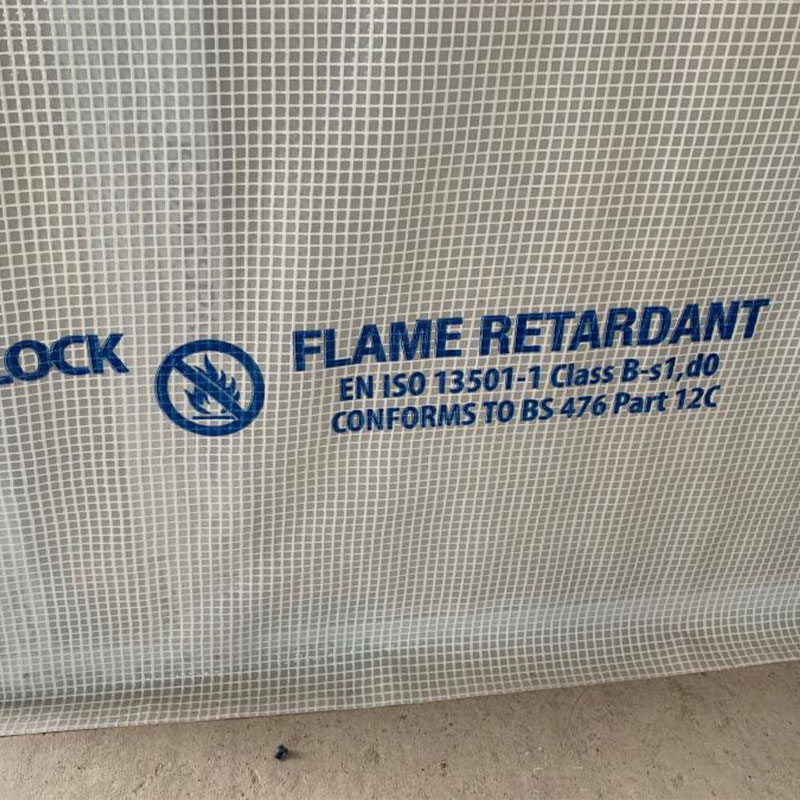 LOCK
FLAME RETARDANT
EN ISO 13501-1 Class B-s1,d0
CONFORMS TO BS 476 Part 12C